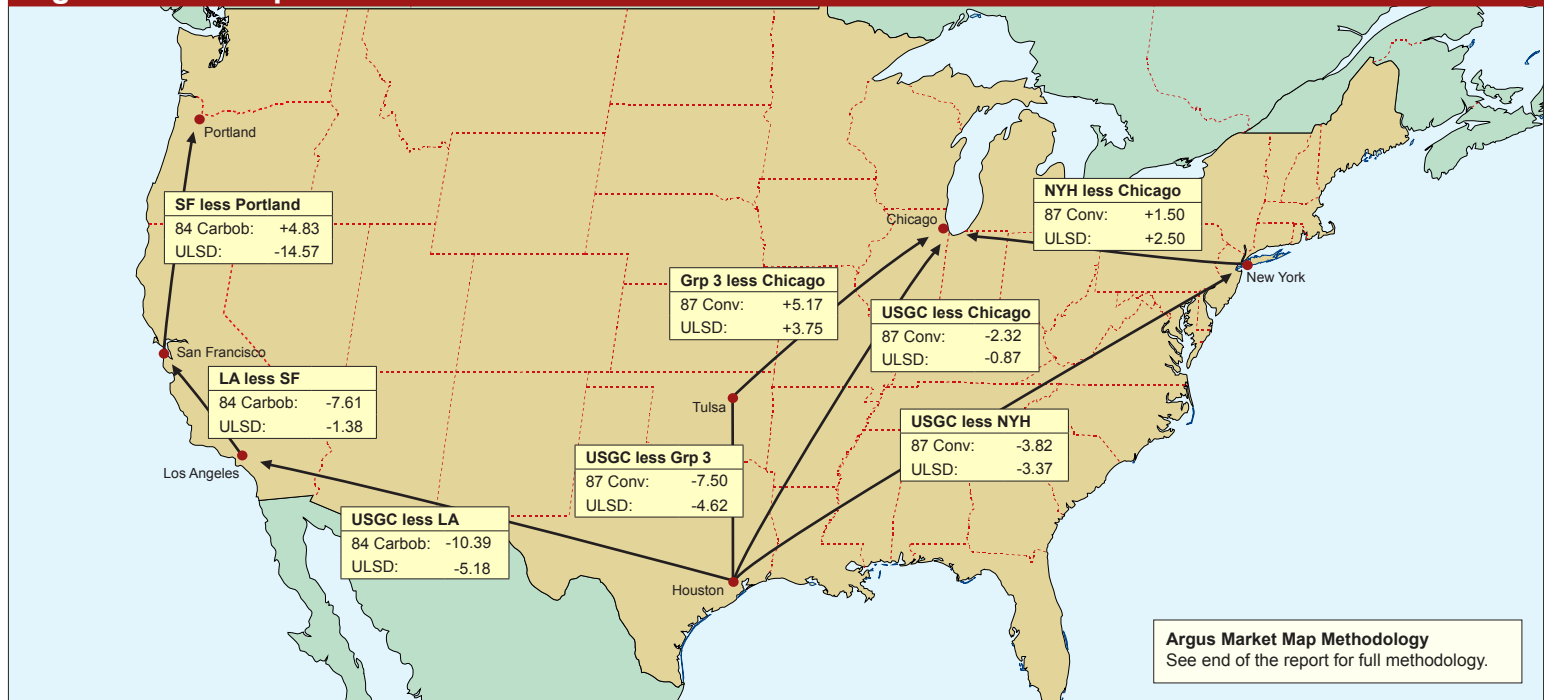 Portland
SF less Portland
84 Carbob: +4.83
ULSD: -14.57
Chicago
NYH less Chicago
87 Conv: +1.50
ULSD: +2.50
New York
Grp 3 less Chicago
87 Conv: +5.17
ULSD: +3.75
USGC less Chicago
87 Conv: -2.32
ULSD: -0.87
San Francisco
LA less SF
84 Carbob: -7.61
ULSD: -1.38
Tulsa
USGC less NYH
87 Conv: -3.82
ULSD: -3.37
Los Angeles
USGC less Grp 3
87 Conv: -7.50
ULSD: -4.62
USGC less LA
84 Carbob: -10.39
ULSD: -5.18
Houston
Argus Market Map Methodology
See end of the report for full methodology.